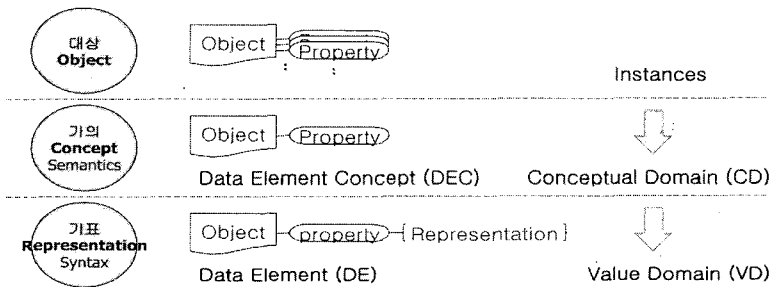 대상
Object
Object
Property
Instances
기의
Concept
Semantics
Object
Property
Data Element Concept (DEC)
Conceptual Domain (CD)
기표
Representation
Syntax
Object
property
{Representation}
Data Element (DE)
Value Domain (VD)